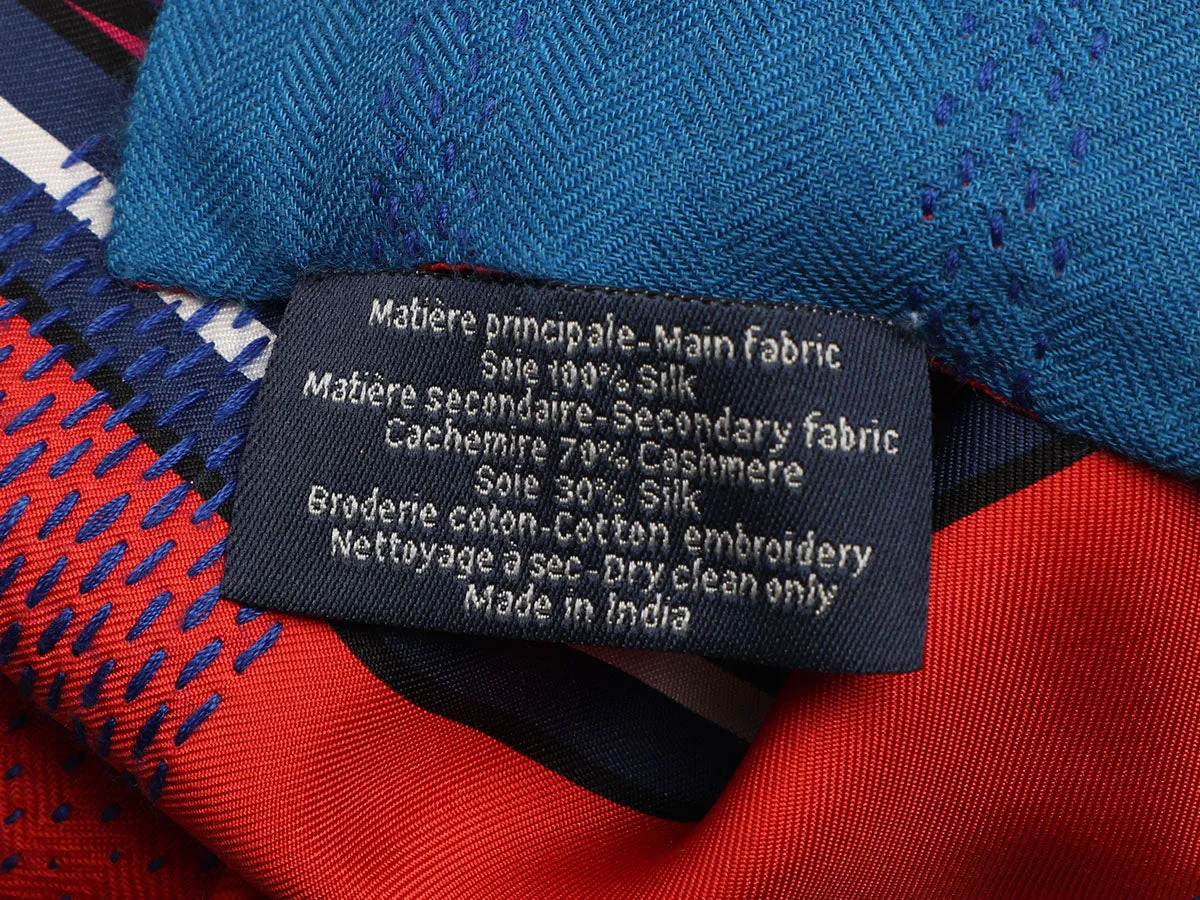 Matière principale-Main fabric
Soie 100% Silk
Matière secondaire-Secondary fabric
Cachemire 70% Cashmere
Soie 30% Silk
Broderie coton-Cotton embroidery
Nettoyage à sec-Dry clean only
Made in India